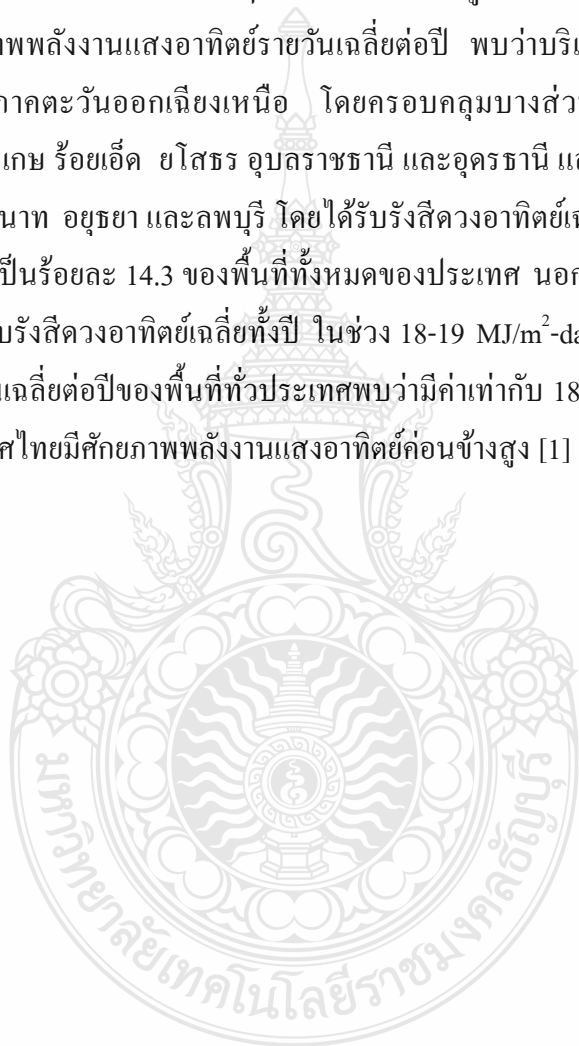 าพพลังงานแสงอาทิตย์รายวันเฉลี่ยต่อปี พบว่าบริเ
ภาคตะวันออกเฉียงเหนือ โดยครอบคลุมบางส่ว
เกษ ร้อยเอ็ด ยโสธร อุบลราชธานี และอุดรธานี แล
นาท อยุธยา และลพบุรี โดยได้รับรังสีดวงอาทิตย์เฉ
เป็นร้อยละ 14.3 ของพื้นที่ทั้งหมดของประเทศ นอก
บรังสีดวงอาทิตย์เฉลี่ยทั้งปี ในช่วง 18-19 MJ/m²-da
นเฉลี่ยต่อปีของพื้นที่ทั่วประเทศพบว่ามีค่าเท่ากับ 18
ศไทยมีศักยภาพพลังงานแสงอาทิตย์ค่อนข้างสูง [1]
มหาวิทยาลัยเทคโนโลยีราชมงคลธัญบุรี